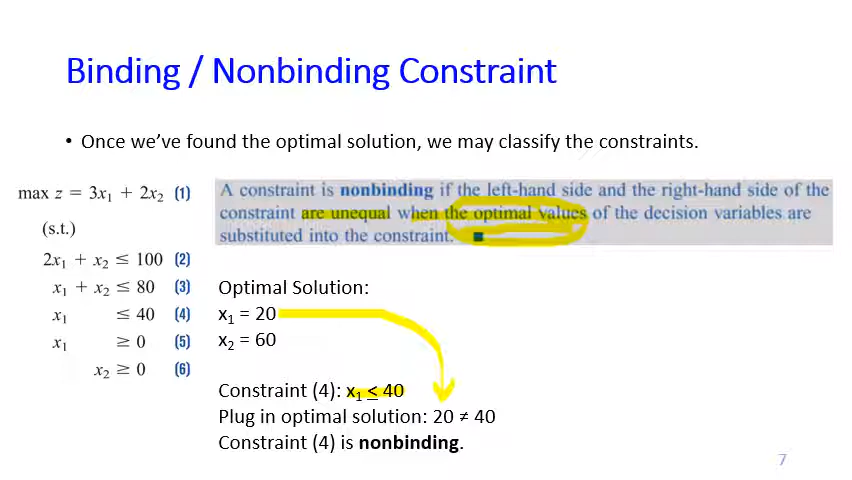 Binding / Nonbinding Constraint
• Once we've found the optimal solution, we may classify the constraints.
max z = 3x₁ + 2x₂ (1)
(s.t.)
2x₁ + x₂ ≤ 100 (2)
x₁ + x₂ ≤ 80 (3)
x₁ ≤ 40 (4)
x₁ ≥ 0 (5)
x₂ ≥ 0 (6)
A constraint is nonbinding if the left-hand side and the right-hand side of the
constraint are unequal when the optimal values of the decision variables are
substituted into the constraint. ■
Optimal Solution:
x₁ = 20
x₂ = 60
Constraint (4): x₁ ≤ 40
Plug in optimal solution: 20 ≠ 40
Constraint (4) is nonbinding.
7